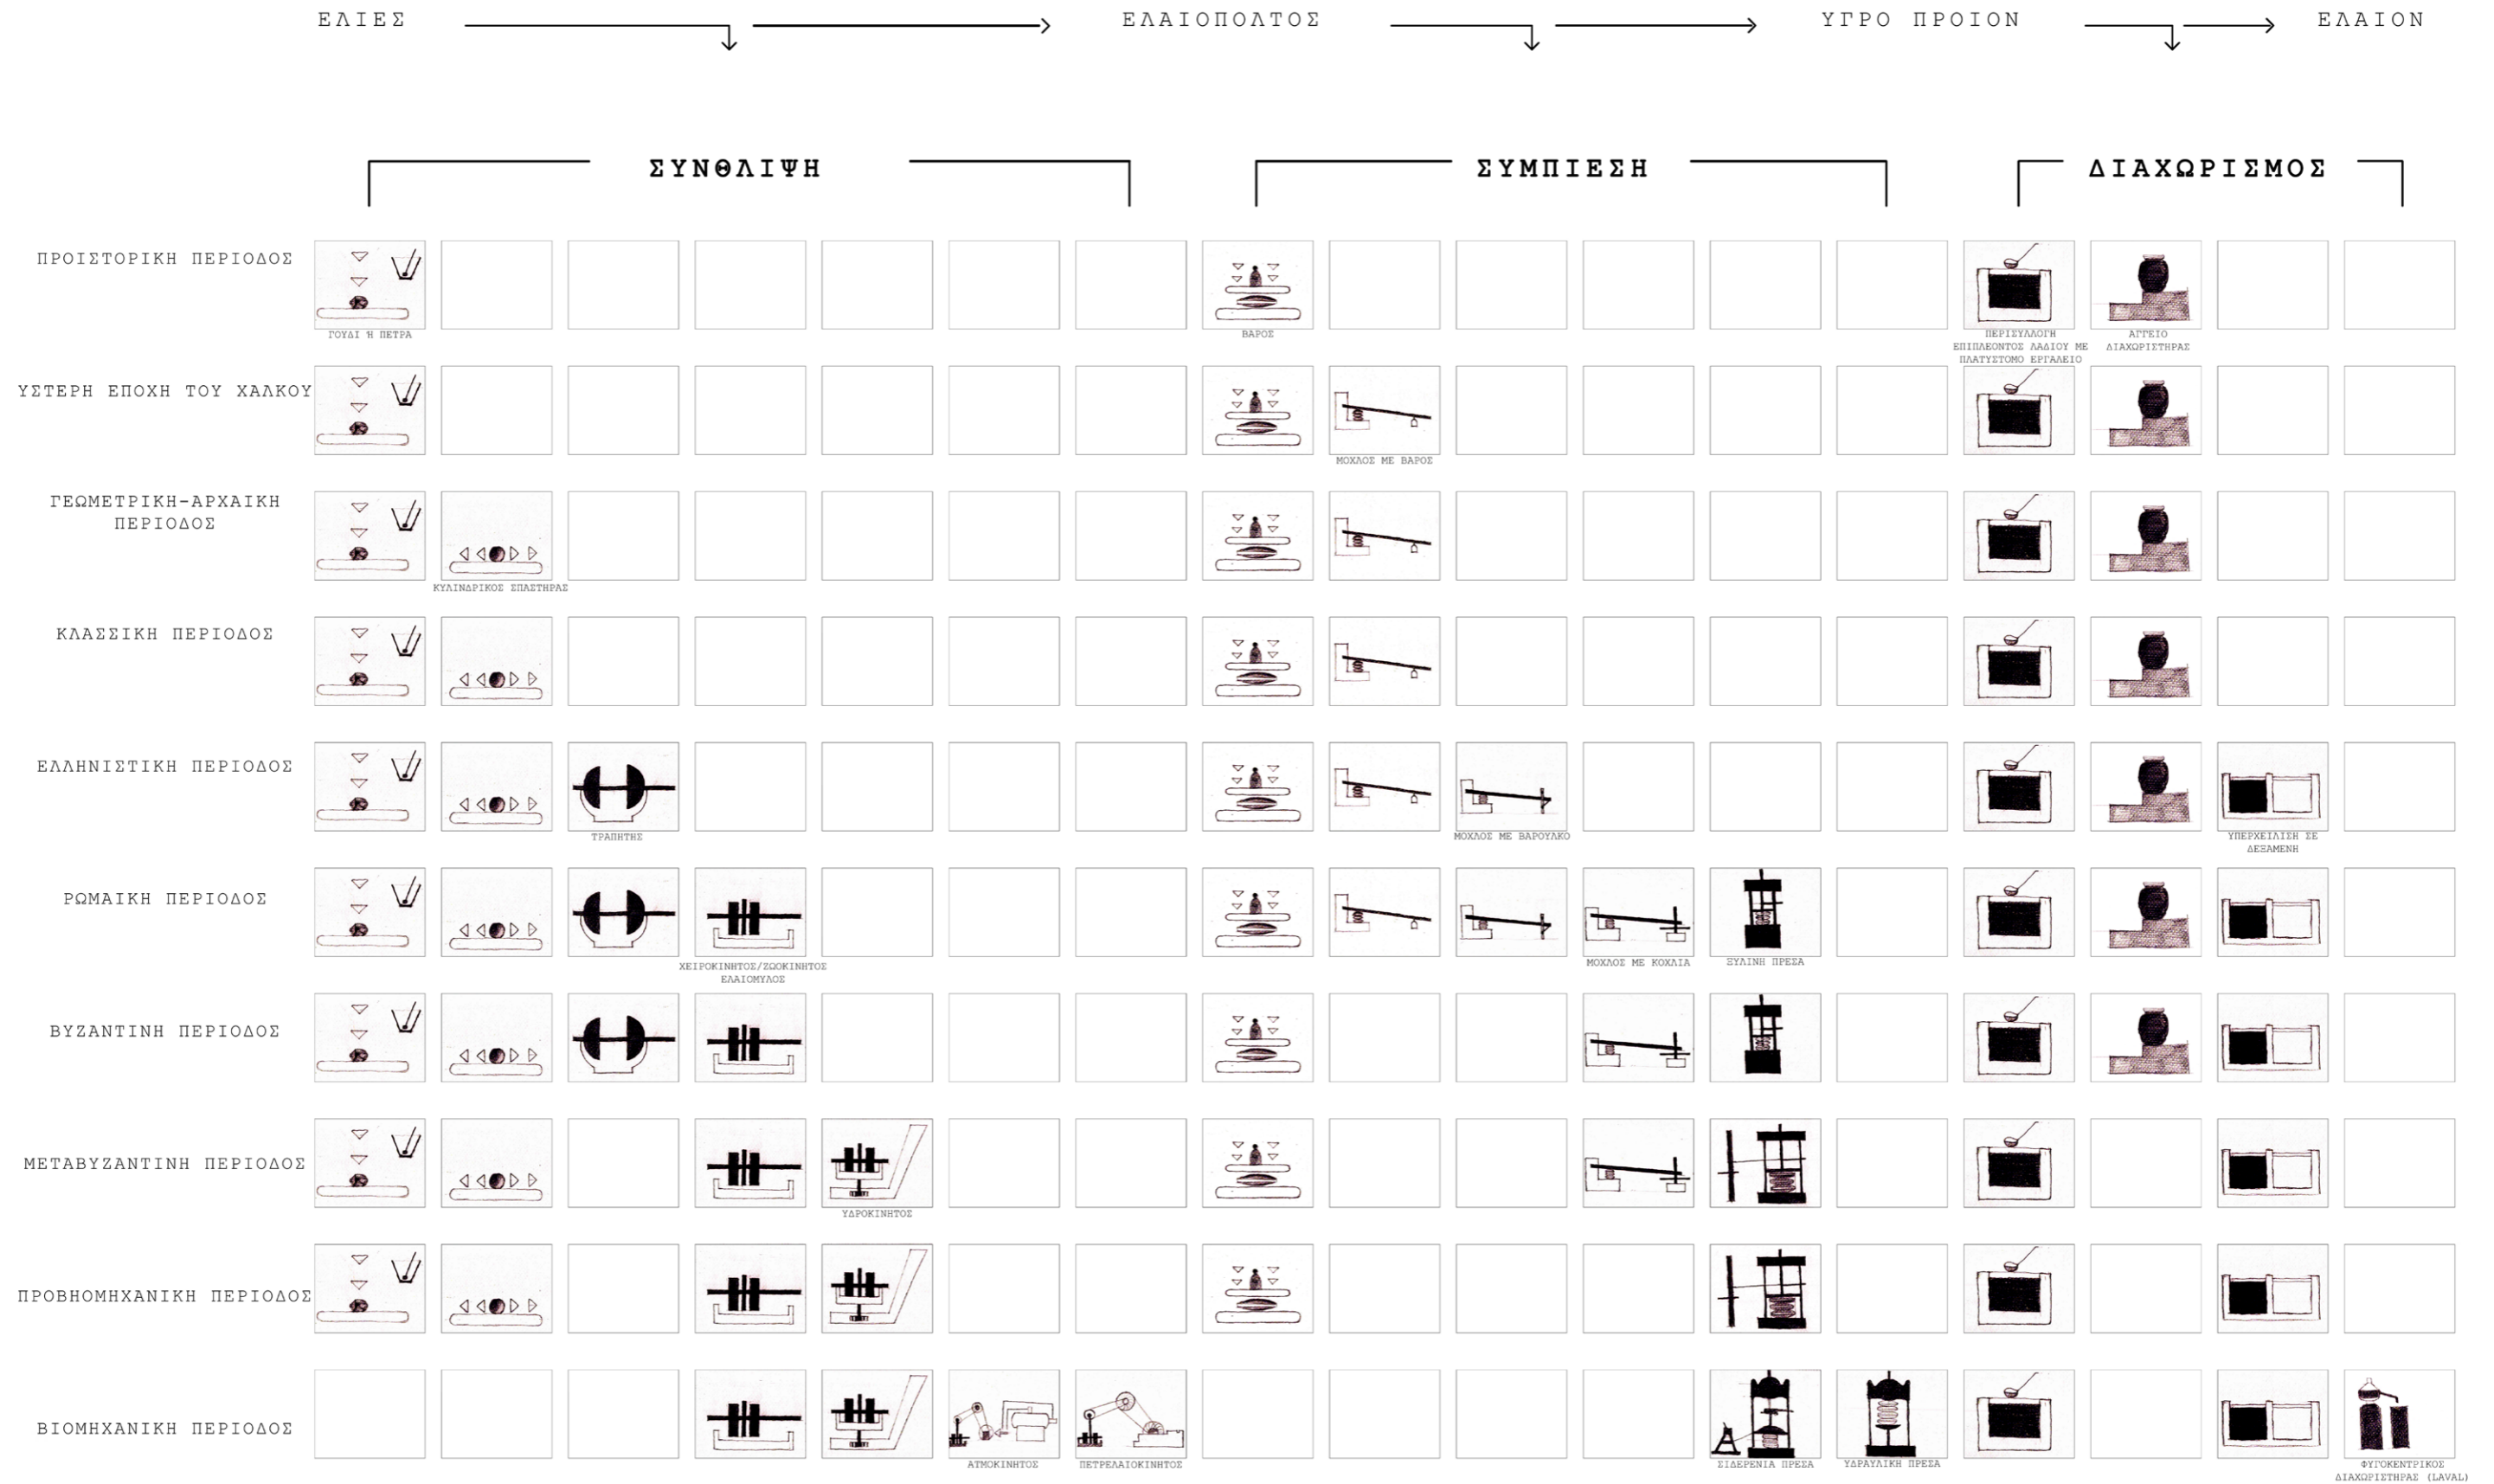 ΕΛΙΕΣ
ΕΛΑΙΟΠΟΛΤΟΣ
ΥΓΡΟ ΠΡΟΙΟΝ
ΕΛΑΙΟΝ
ΣΥΝΘΛΙΨΗ
ΣΥΜΠΙΕΣΗ
ΔΙΑΧΩΡΙΣΜΟΣ
ΠΡΟΙΣΤΟΡΙΚΗ ΠΕΡΙΟΔΟΣ
ΓΟΥΔΙ Ή ΠΕΤΡΑ
ΒΑΡΟΣ
ΠΕΡΙΣΥΛΛΟΓΗ
ΕΠΙΠΛΕΟΝΤΟΣ ΛΑΔΙΟΥ ΜΕ
ΠΛΑΤΥΣΤΟΜΟ ΕΡΓΑΛΕΙΟ
ΑΓΓΕΙΟ
ΔΙΑΧΩΡΙΣΤΗΡΑΣ
ΥΣΤΕΡΗ ΕΠΟΧΗ ΤΟΥ ΧΑΛΚΟΥ
ΜΟΧΛΟΣ ΜΕ ΒΑΡΟΣ
ΓΕΩΜΕΤΡΙΚΗ-ΑΡΧΑΙΚΗ
ΠΕΡΙΟΔΟΣ
ΚΥΛΙΝΔΡΙΚΟΣ ΣΠΑΣΤΗΡΑΣ
ΚΛΑΣΣΙΚΗ ΠΕΡΙΟΔΟΣ
ΕΛΛΗΝΙΣΤΙΚΗ ΠΕΡΙΟΔΟΣ
ΤΡΑΠΗΤΗΣ
ΜΟΧΛΟΣ ΜΕ ΒΑΡΟΥΛΚΟ
ΥΠΕΡΧΕΙΛΙΣΗ ΣΕ
ΔΕΞΑΜΕΝΗ
ΡΩΜΑΙΚΗ ΠΕΡΙΟΔΟΣ
ΧΕΙΡΟΚΙΝΗΤΟΣ/ΖΩΟΚΙΝΗΤΟΣ
ΕΛΑΙΟΜΥΛΟΣ
ΜΟΧΛΟΣ ΜΕ ΚΟΧΛΙΑ
ΞΥΛΙΝΗ ΠΡΕΣΑ
ΒΥΖΑΝΤΙΝΗ ΠΕΡΙΟΔΟΣ
ΜΕΤΑΒΥΖΑΝΤΙΝΗ ΠΕΡΙΟΔΟΣ
ΥΔΡΟΚΙΝΗΤΟΣ
ΠΡΟΒΗΟΜΗΧΑΝΙΚΗ ΠΕΡΙΟΔΟΣ
ΒΙΟΜΗΧΑΝΙΚΗ ΠΕΡΙΟΔΟΣ
ΑΤΜΟΚΙΝΗΤΟΣ
ΠΕΤΡΕΛΑΙΟΚΙΝΗΤΟΣ
ΣΙΔΕΡΕΝΙΑ ΠΡΕΣΑ
ΥΔΡΑΥΛΙΚΗ ΠΡΕΣΑ
ΦΥΓΟΚΕΝΤΡΙΚΟΣ
ΔΙΑΧΩΡΙΣΤΗΡΑΣ (LAVAL)